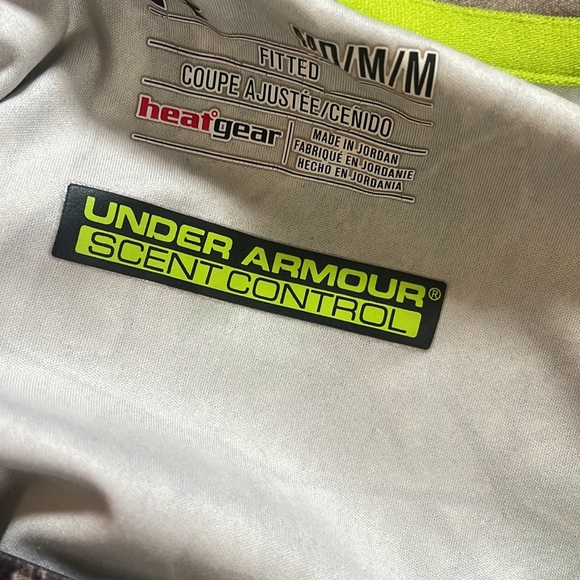 MD/M/M
FITTED
COUPE AJUSTÉE/CEÑIDO
heatgear
MADE IN JORDAN
FABRIQUÉ EN JORDANIE
HECHO EN JORDANIA
UNDER ARMOUR®
SCENT CONTROL